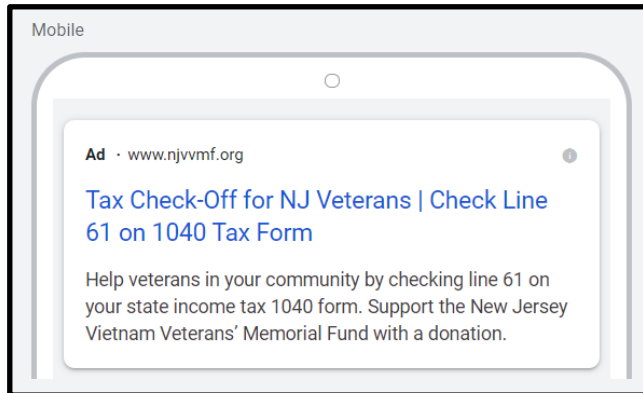 Mobile
Ad · www.njvvmf.org
Tax Check-Off for NJ Veterans | Check Line
61 on 1040 Tax Form
Help veterans in your community by checking line 61 on
your state income tax 1040 form. Support the New Jersey
Vietnam Veterans’ Memorial Fund with a donation.